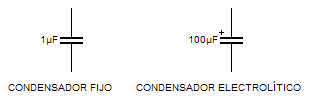 1µF
100µF
+
CONDENSADOR FIJO
CONDENSADOR ELECTROLÍTICO